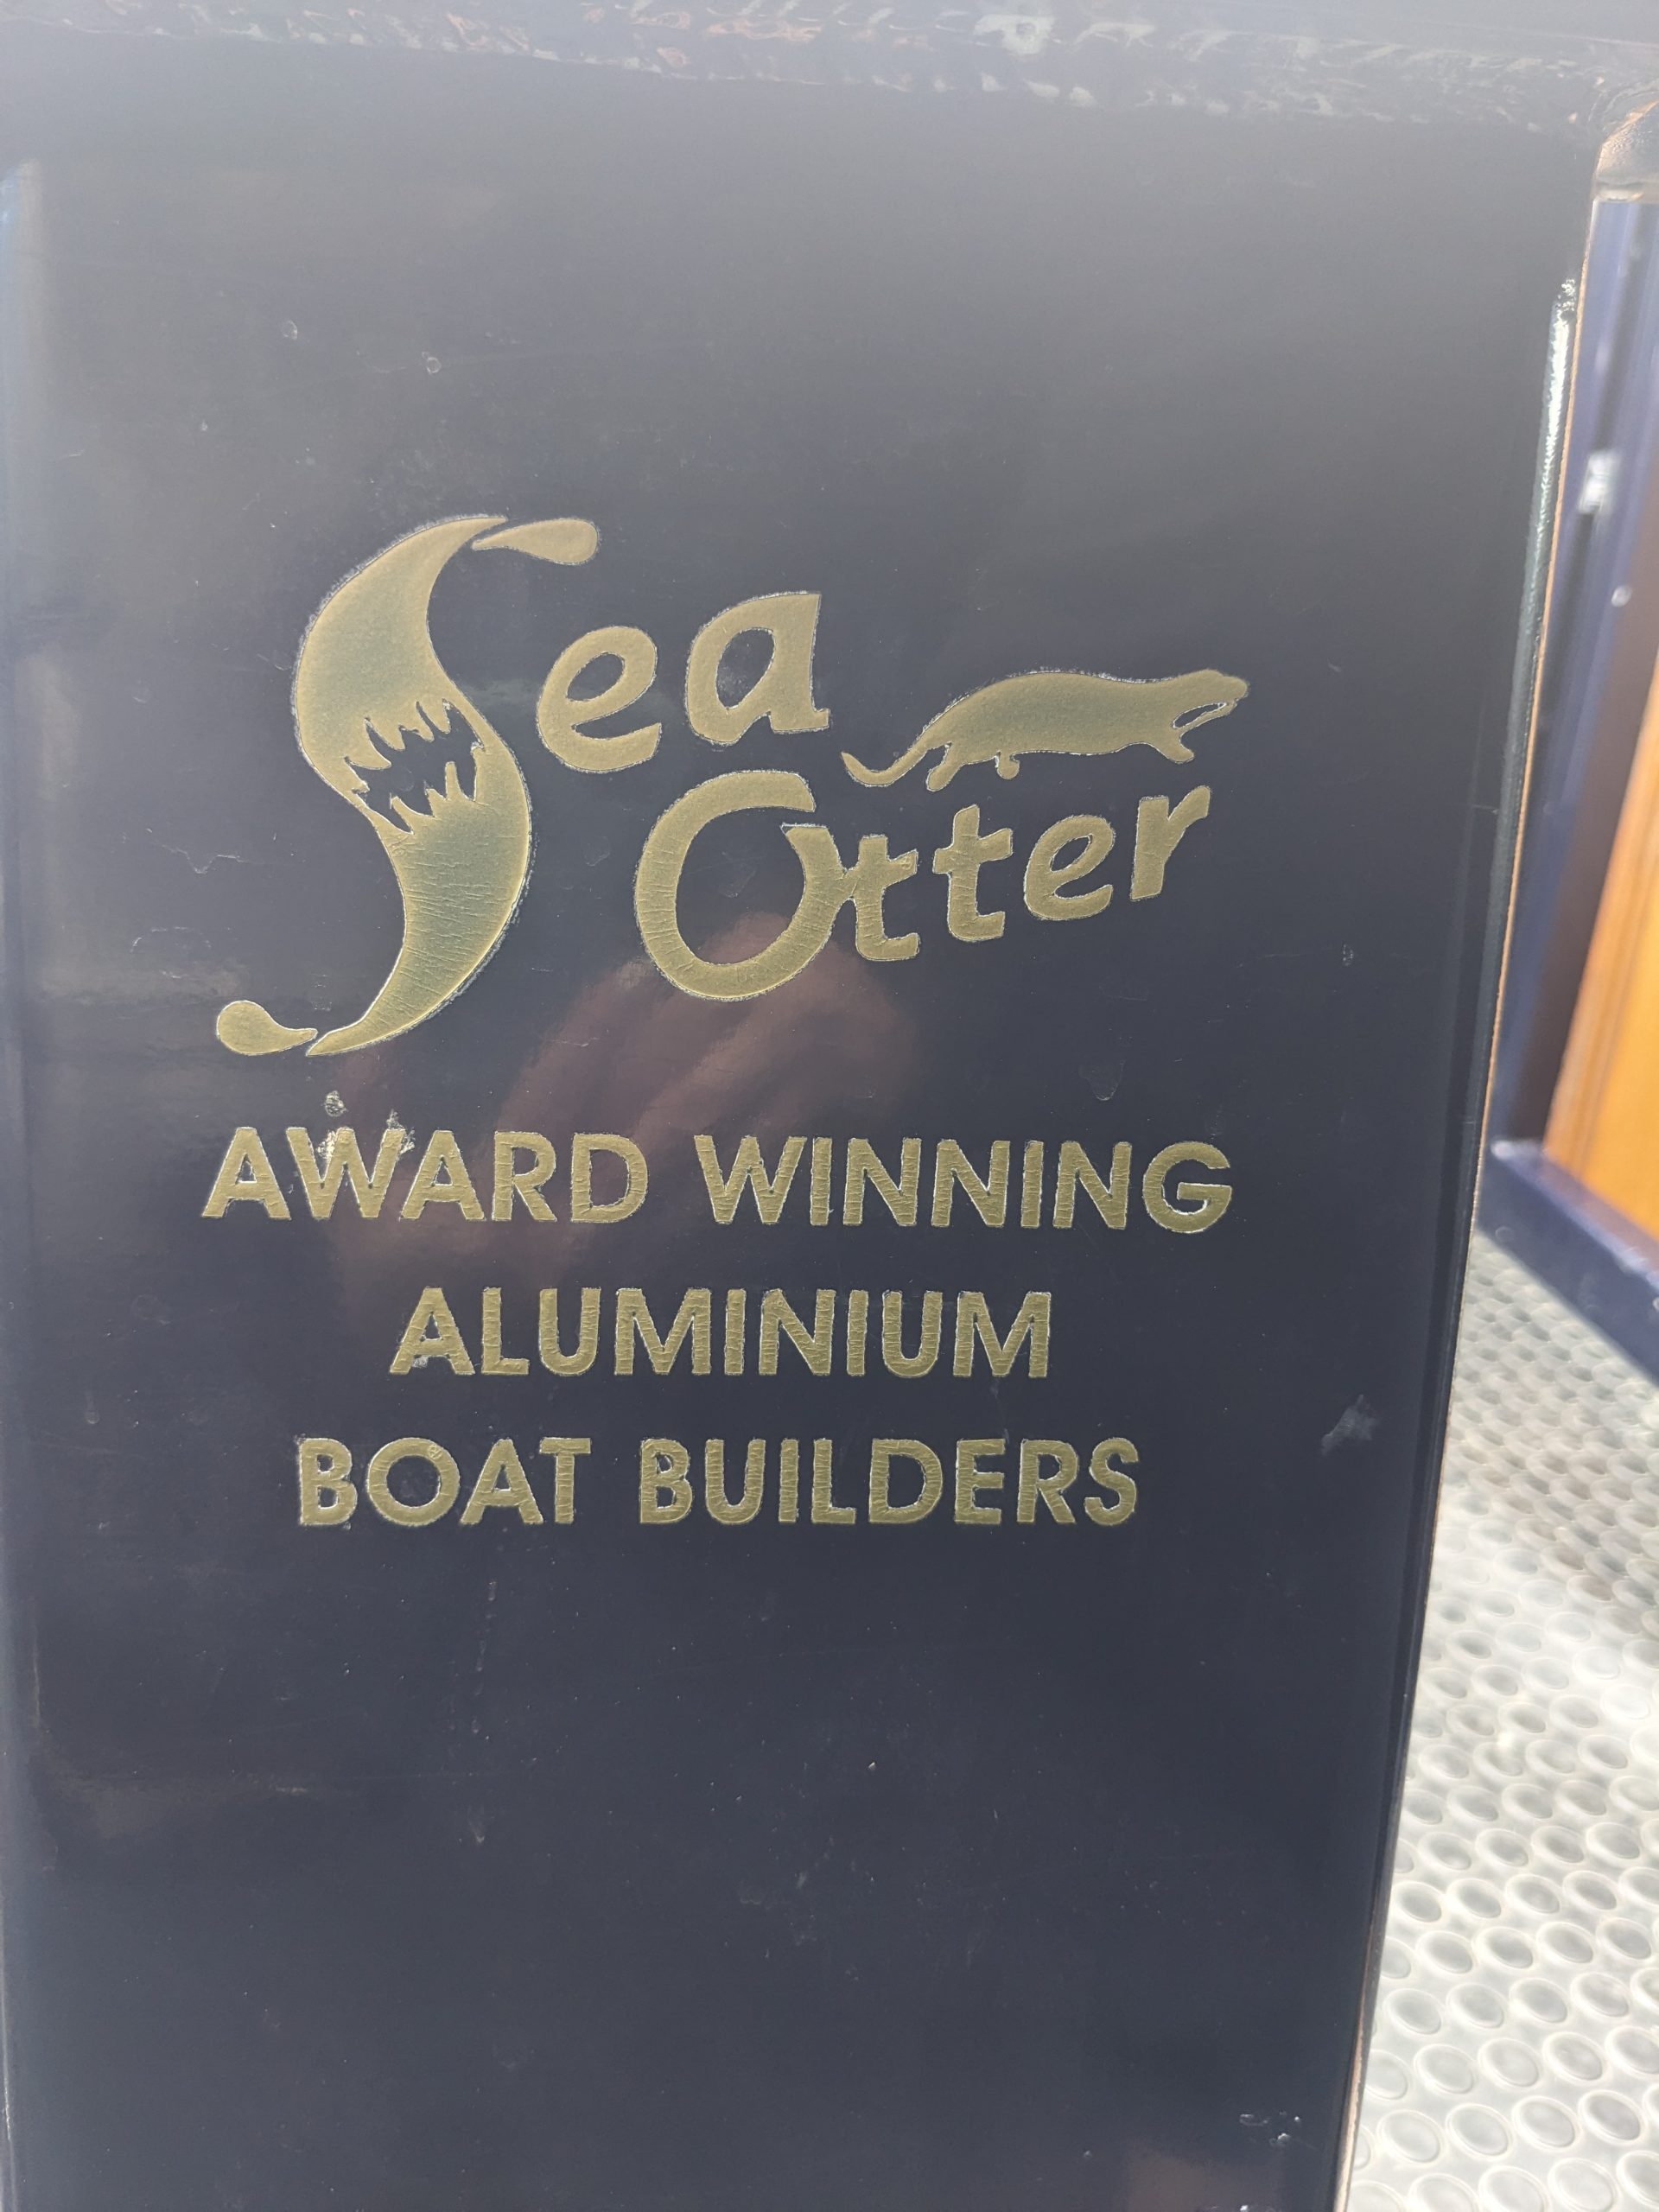 Sea
Otter
AWARD WINNING
ALUMINIUM
BOAT BUILDERS